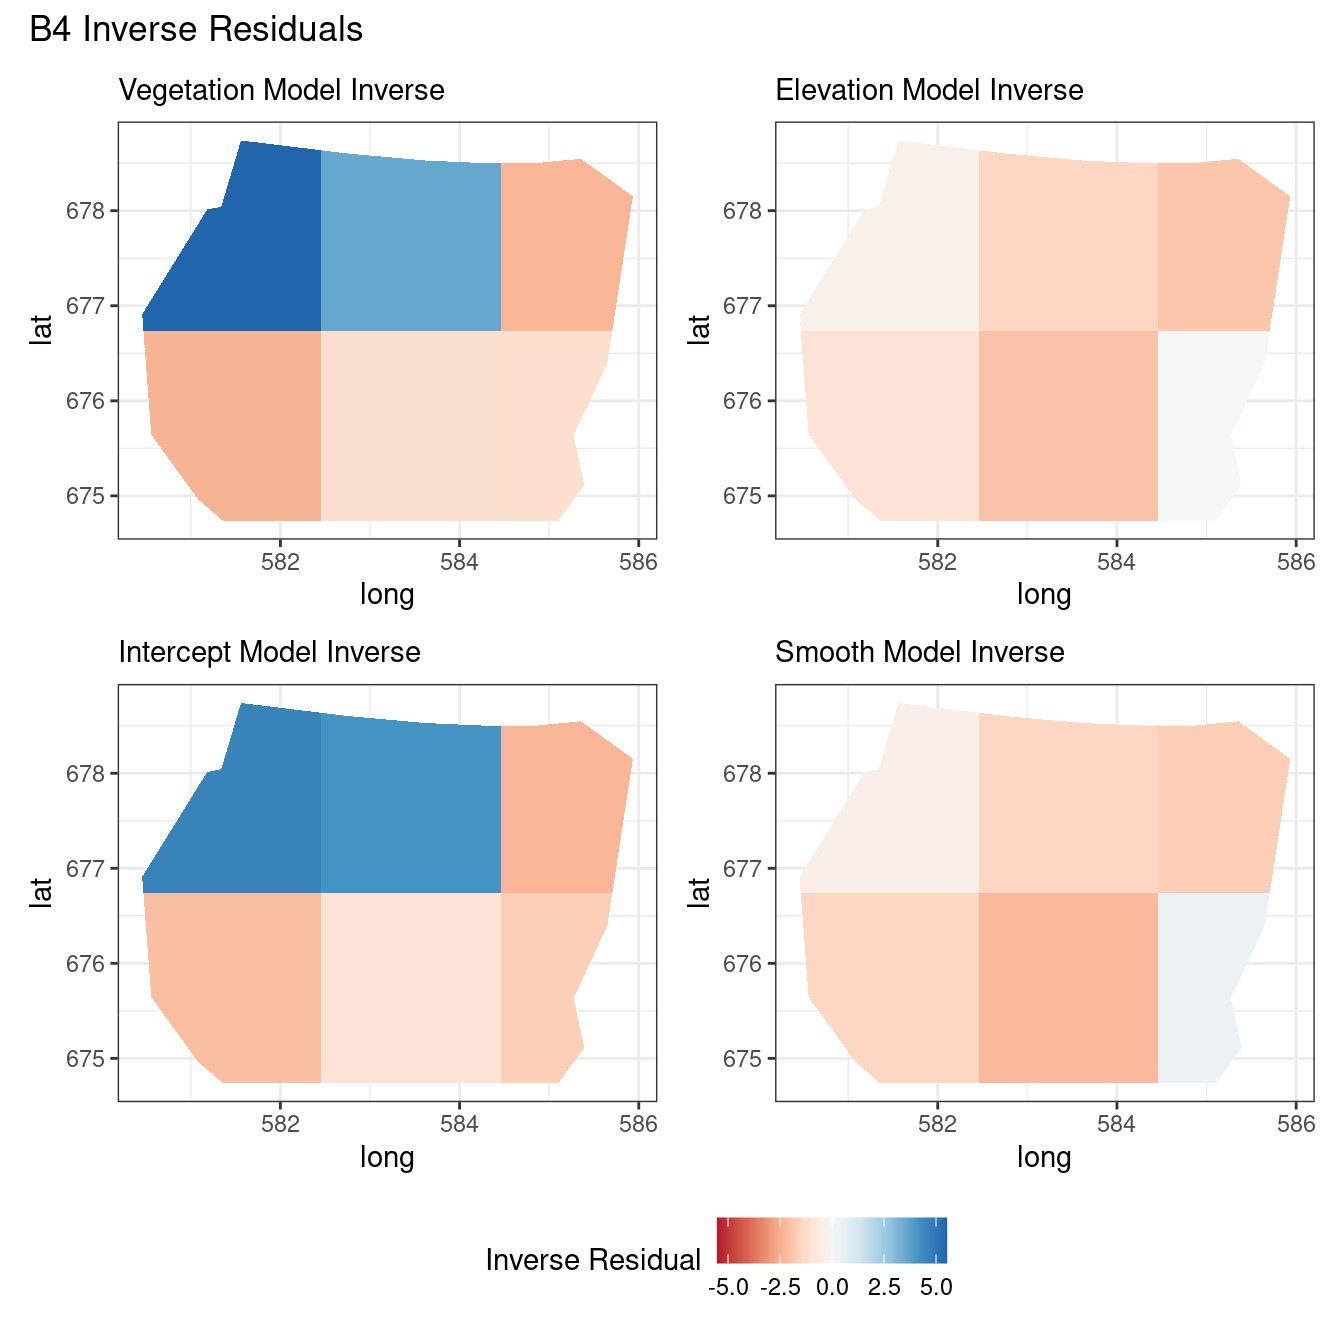 B4 Inverse Residuals
Vegetation Model Inverse
Elevation Model Inverse
lat
678
677
676
675
582 584 586
long
lat
678
677
676
675
582 584 586
long
Intercept Model Inverse
Smooth Model Inverse
lat
678
677
676
675
582 584 586
long
lat
678
677
676
675
582 584 586
long
Inverse Residual
-5.0 -2.5 0.0 2.5 5.0